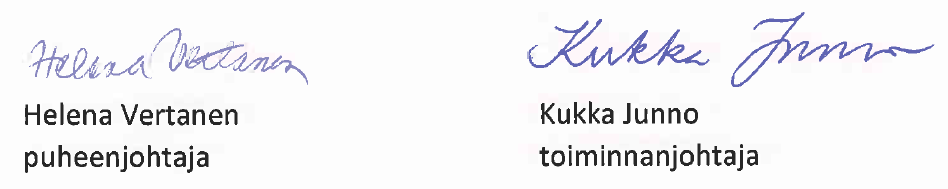 Helena Vertanen
Kukka Junno
Helena Vertanen
Kukka Junno
puheenjohtaja
toiminnanjohtaja